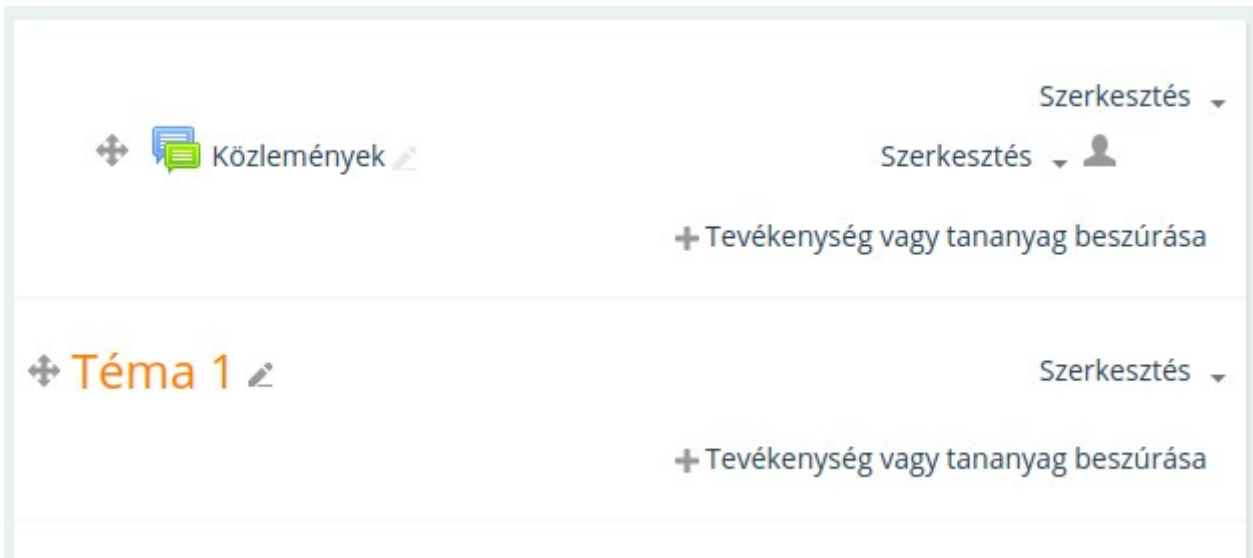 Szerkesztés
Közlemények
Szerkesztés
Tevékenység vagy tananyag beszúrása
Téma 1
Szerkesztés
Tevékenység vagy tananyag beszúrása